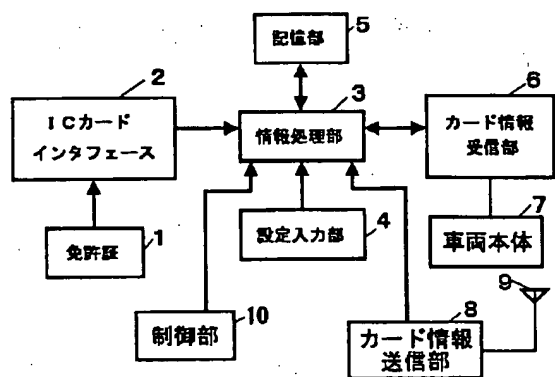 5
記憶部
2
3
6
ICカード
インタフェース
情報処理部
カード情報
受信部
7
車両本体
1
免許証
4
設定入力部
9
8
10
制御部
カード情報
送信部